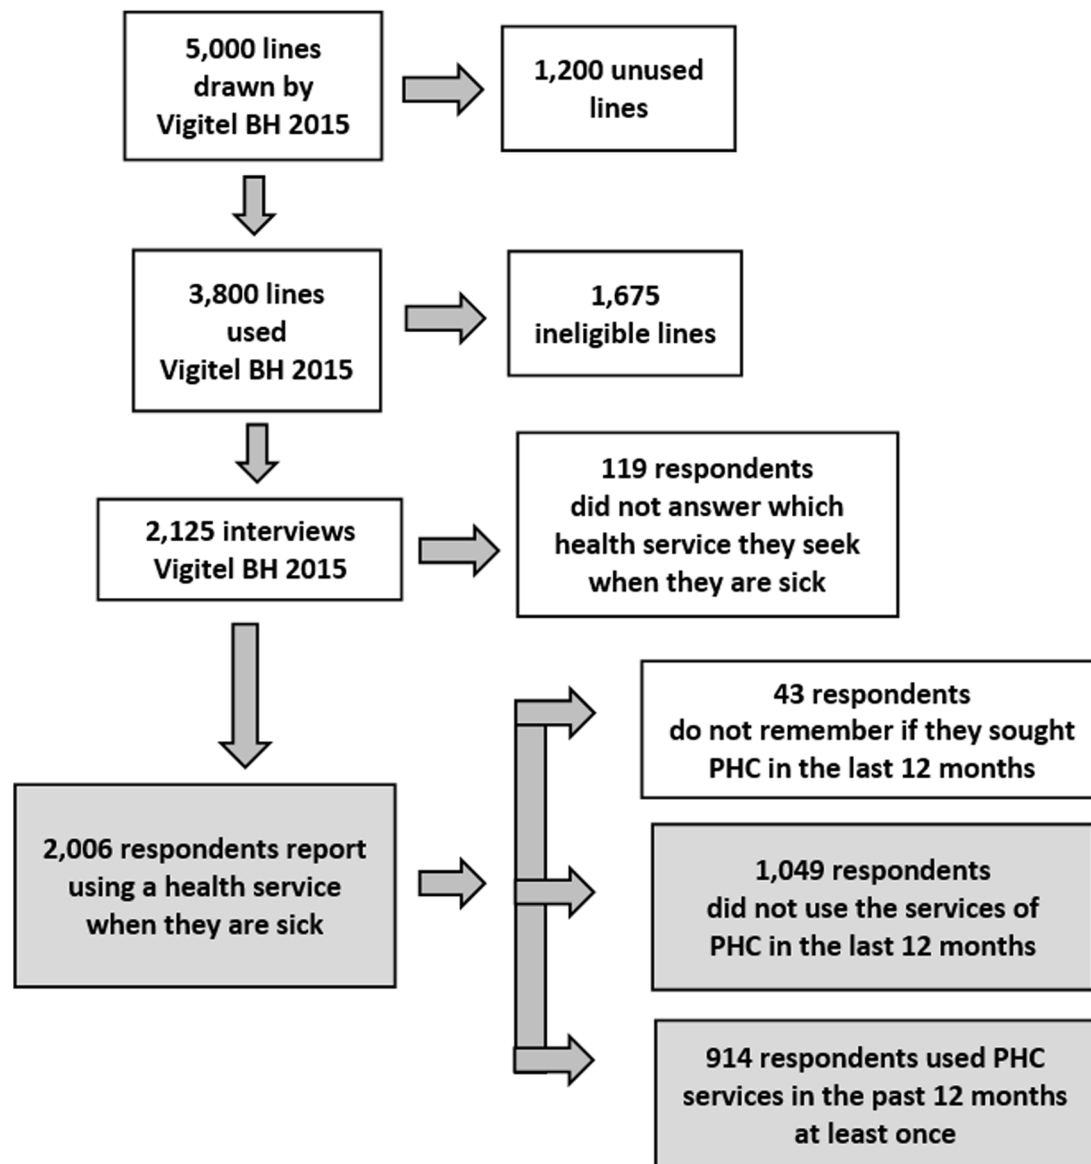 5,000 lines
drawn by
Vigitel BH 2015
1,200 unused
lines
3,800 lines
used
Vigitel BH 2015
1,675
ineligible lines
2,125 interviews
Vigitel BH 2015
119 respondents
did not answer which
health service they seek
when they are sick
2,006 respondents report
using a health service
when they are sick
43 respondents
do not remember if they sought
PHC in the last 12 months
1,049 respondents
did not use the services of
PHC in the last 12 months
914 respondents used PHC
services in the past 12 months
at least once